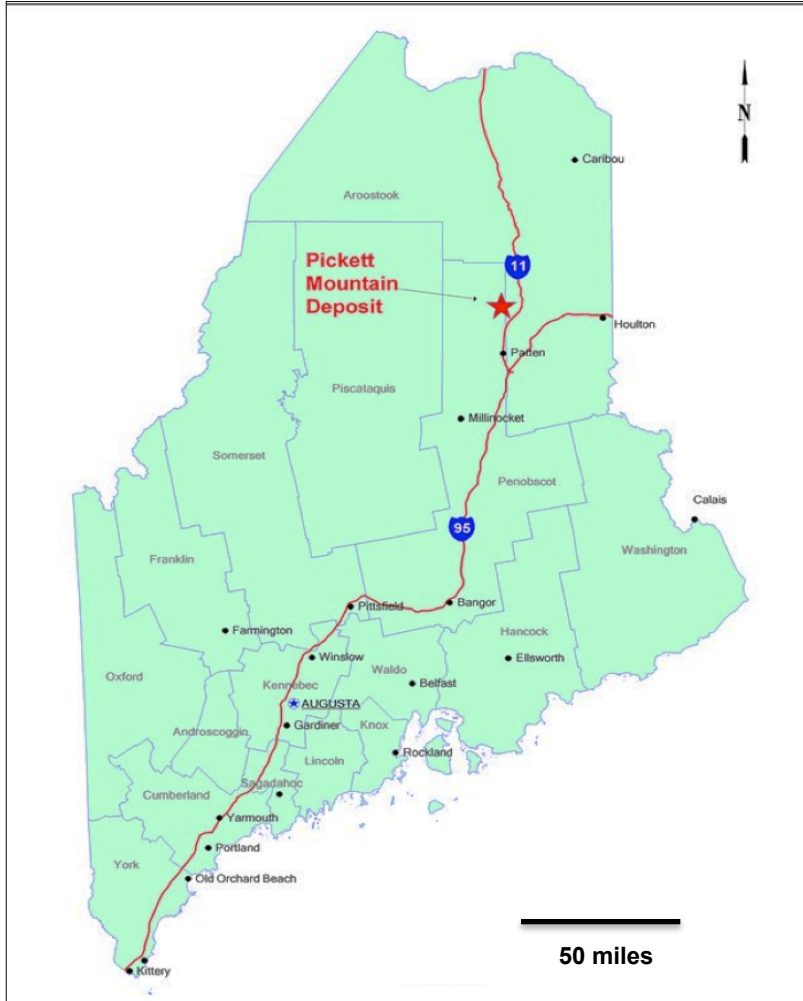 N
Caribou
Aroostook
Pickett
Mountain
Deposit
11
Houlton
Patten
Piscataquis
Millinocket
Somerset
Penobscot
Calais
95
Washington
Franklin
Pittsfield
Bangor
Farmington
Hancock
Winslow
Waldo
Ellsworth
Oxford
Kennebec
Belfast
AUGUSTA
Androscoggio
Gardiner
Knox
Rockland
Lincoln
Sagadahoc
Cumberland
Yarmouth
Portland
York
Old Orchard Beach
50 miles
Kittery